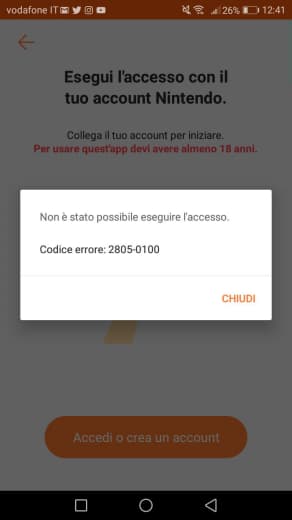 vodafone IT 26% 12:41
Esegui l'accesso con il
tuo account Nintendo.
Collega il tuo account per iniziare.
Per usare quest'app devi avere almeno 18 anni.
Non è stato possibile eseguire l'accesso.
Codice errore: 2805-0100
CHIUDI
Accedi o crea un account